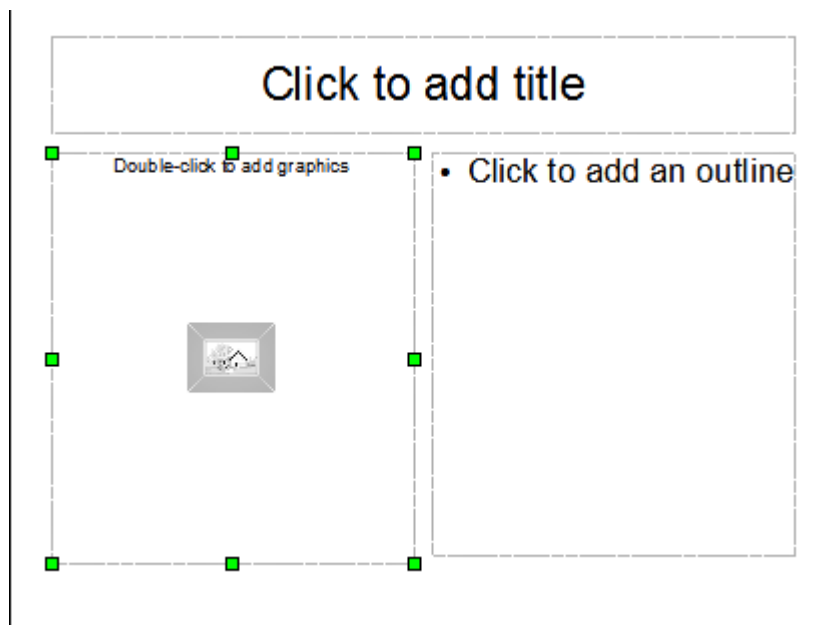 Click to add title
Double-click to add graphics
• Click to add an outline